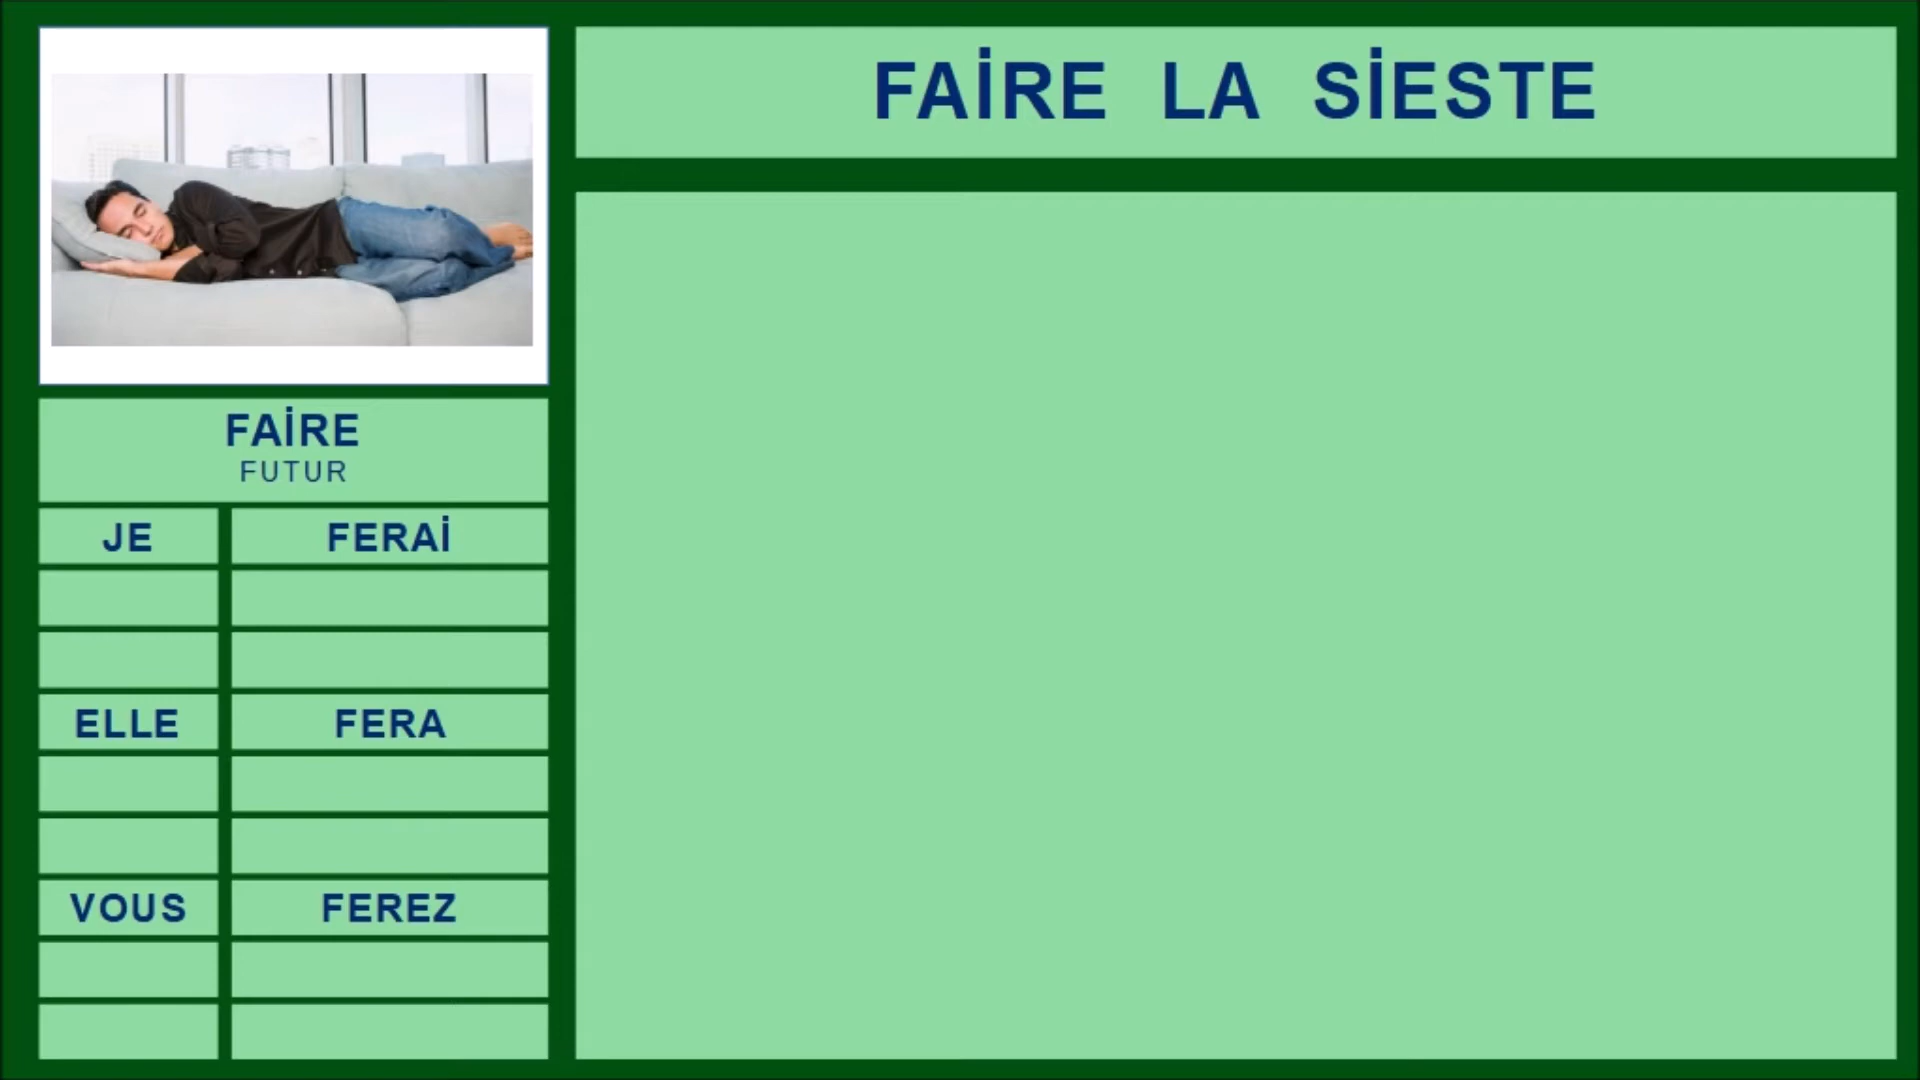 FAİRE LA SİESTE
FAİRE
FUTUR
JE FERAİ
ELLE FERA
VOUS FEREZ